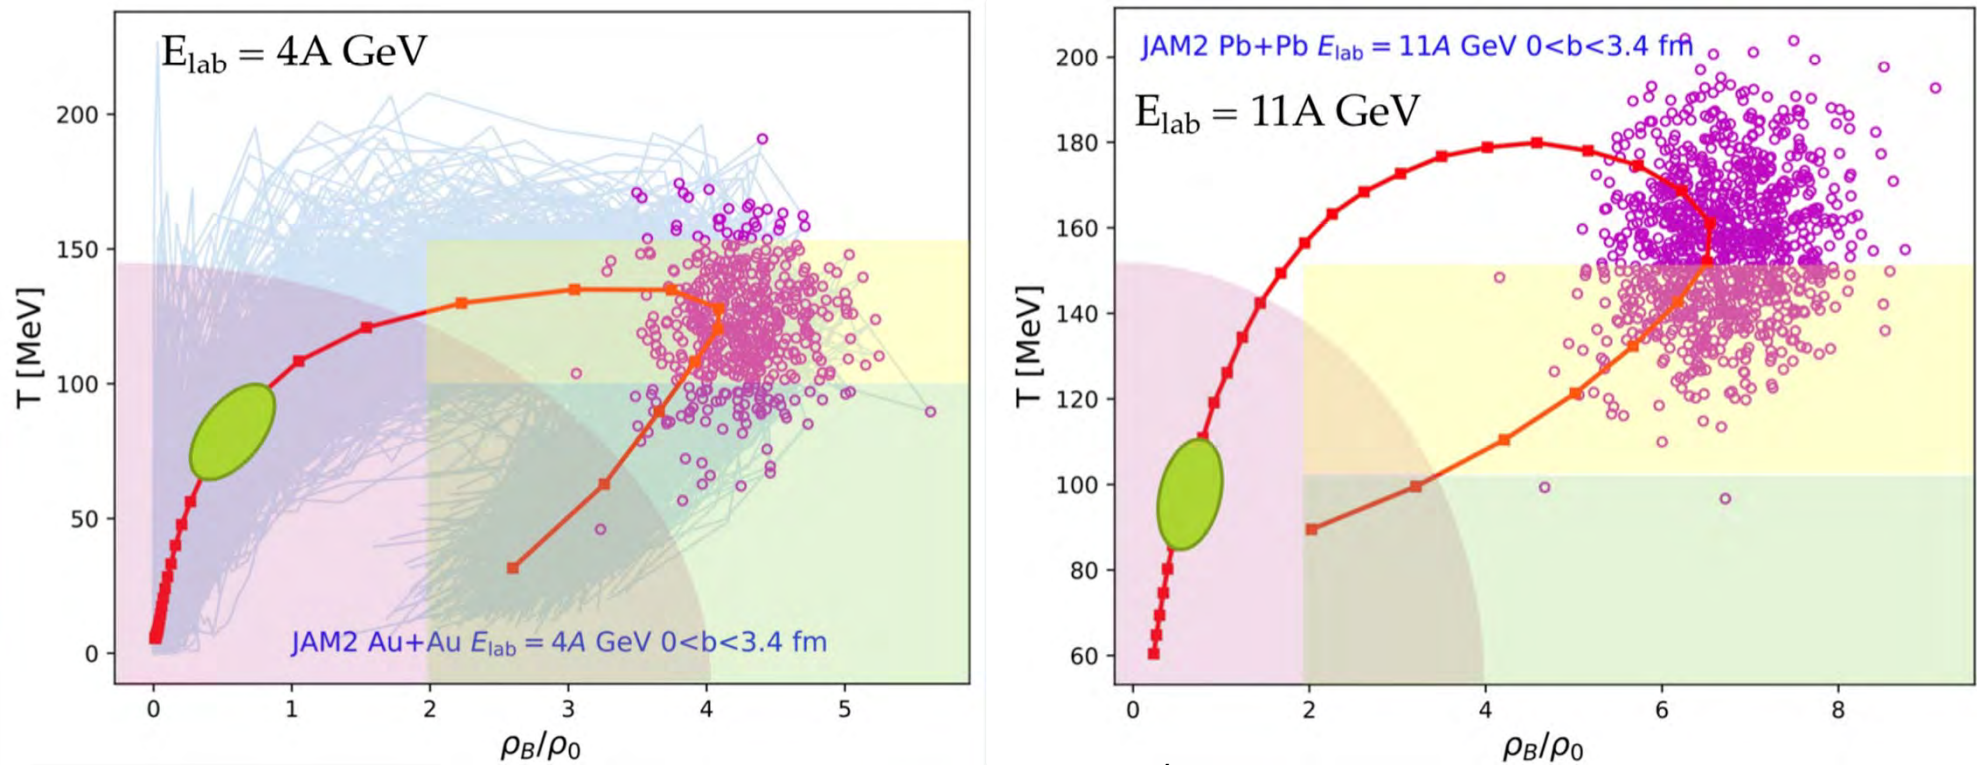 E_lab = 4A GeV
200
150
100
50
0
T [MeV]
JAM2 Au+Au E_lab = 4A GeV 0<b<3.4 fm
0 1 2 3 4 5
ρ_B/ρ_0
JAM2 Pb+Pb E_lab = 11A GeV 0<b<3.4 fm
E_lab = 11A GeV
200
180
160
140
120
100
80
60
T [MeV]
0 2 4 6 8
ρ_B/ρ_0